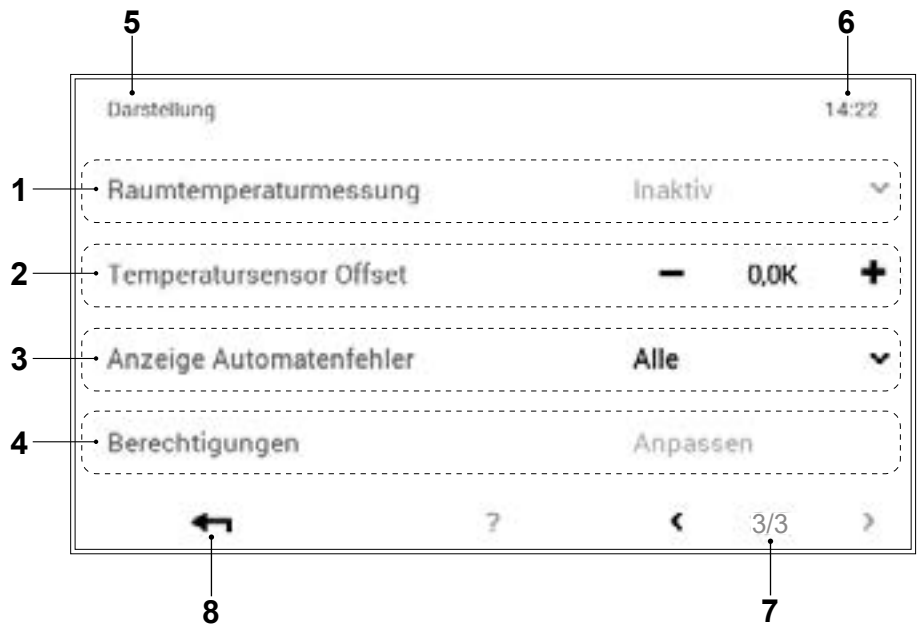 5 6
Darstellung 14:22
1 Raumtemperaturmessung Inaktiv
2 Temperatursensor Offset − 0,0K +
3 Anzeige Automatenfehler Alle
4 Berechtigungen Anpassen
? < 3/3 >
8 7